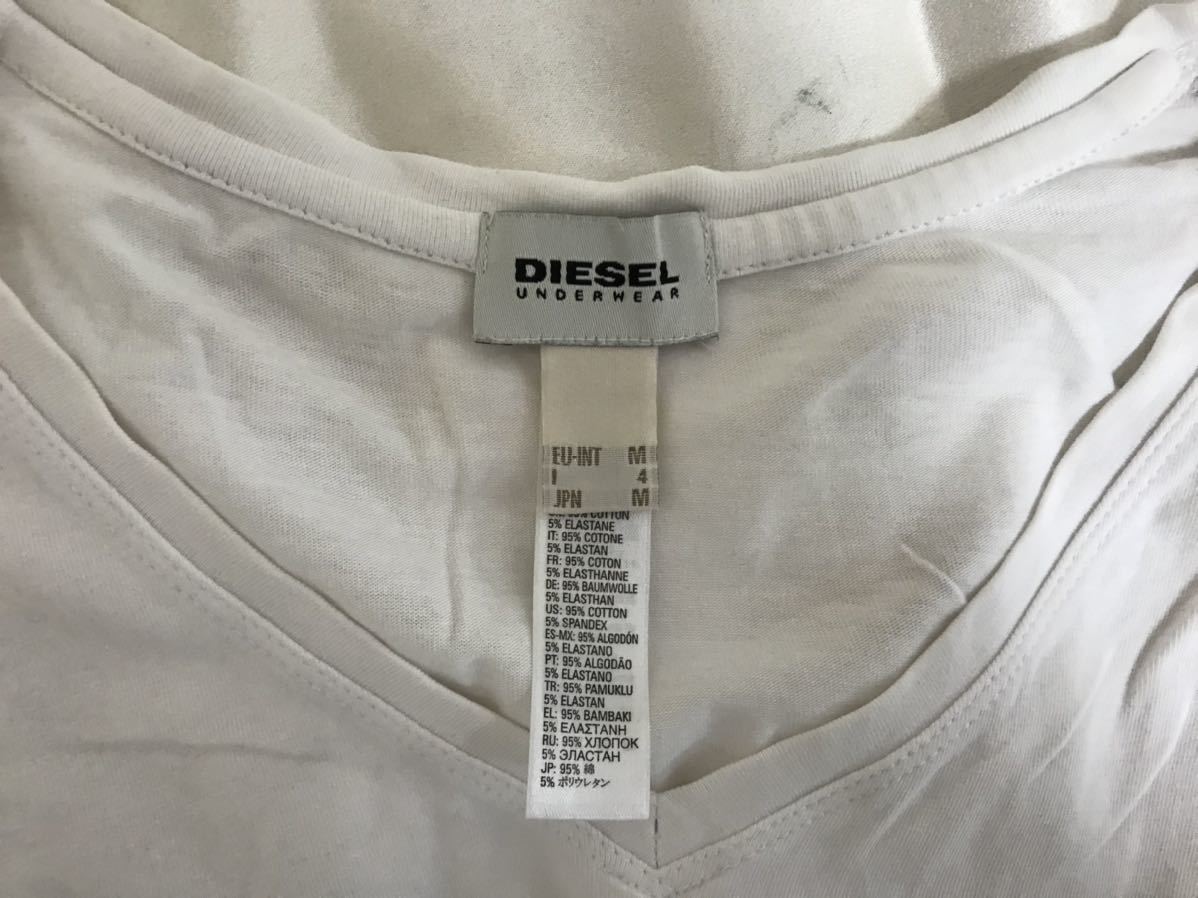 DIESEL
UNDERWEAR
EU-INT M
I 4
JPN M
95% COTTON
5% ELASTANE
IT: 95% COTONE
5% ELASTAN
FR: 95% COTON
5% ELASTHANNE
DE: 95% BAUMWOLLE
5% ELASTHAN
US: 95% COTTON
5% SPANDEX
ES-MX: 95% ALGODÓN
5% ELASTANO
PT: 95% ALGODÃO
5% ELASTANO
TR: 95% PAMUKLU
5% ELASTAN
EL: 95% BAMBAKI
5% ΕΛΑΣΤΑΝΗ
RU: 95% ХЛОПОК
5% ЭЛАСТАН
JP: 95% 綿
5% ポリウレタン